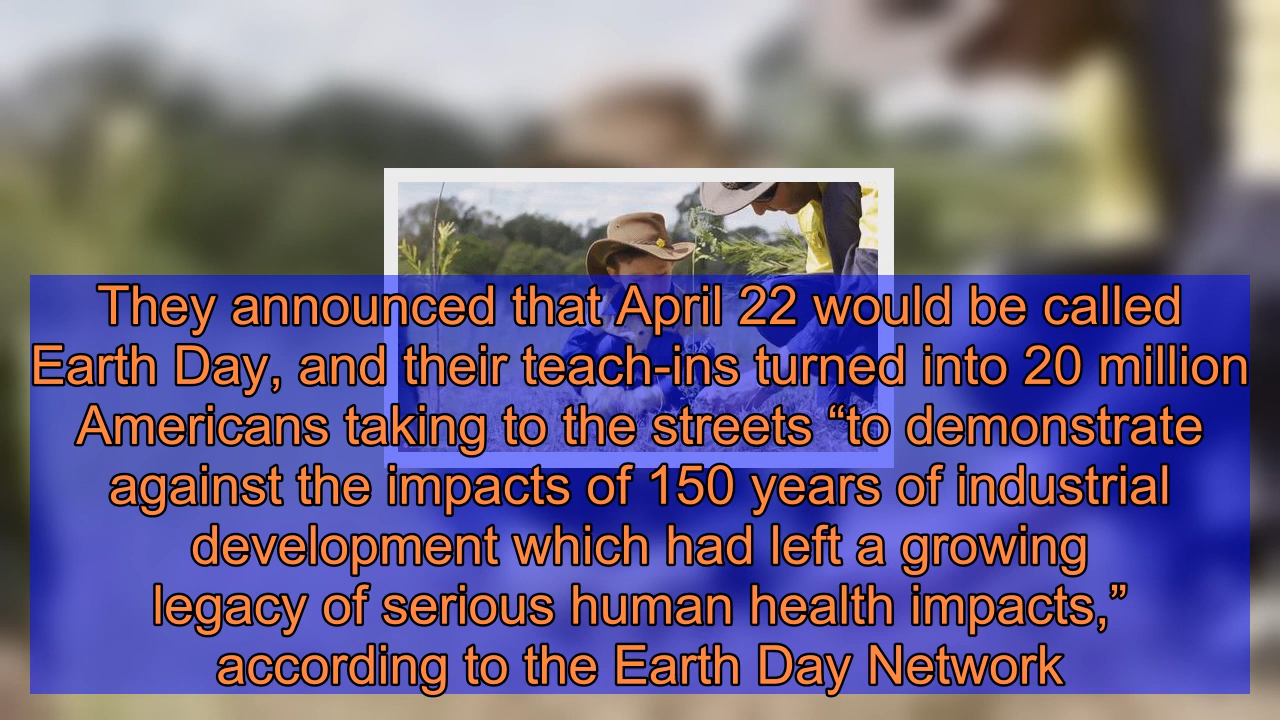 They announced that April 22 would be called
Earth Day, and their teach-ins turned into 20 million
Americans taking to the streets “to demonstrate
against the impacts of 150 years of industrial
development which had left a growing
legacy of serious human health impacts,”
according to the Earth Day Network